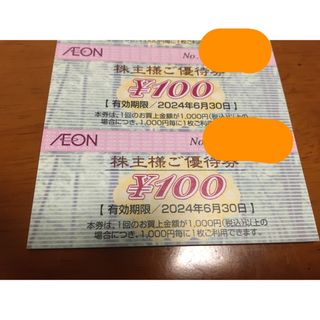 ÆON
No.
株主様ご優待券
¥100
【 有効期限／2024年6月30日 】
本券は、1回のお買上金額が1,000円(税込)以上の
場合につき、1,000円毎に1枚ご利用できます。
ÆON
No.
株主様ご優待券
¥100
【 有効期限／2024年6月30日 】
本券は、1回のお買上金額が1,000円(税込)以上の
場合につき、1,000円毎に1枚ご利用できます。